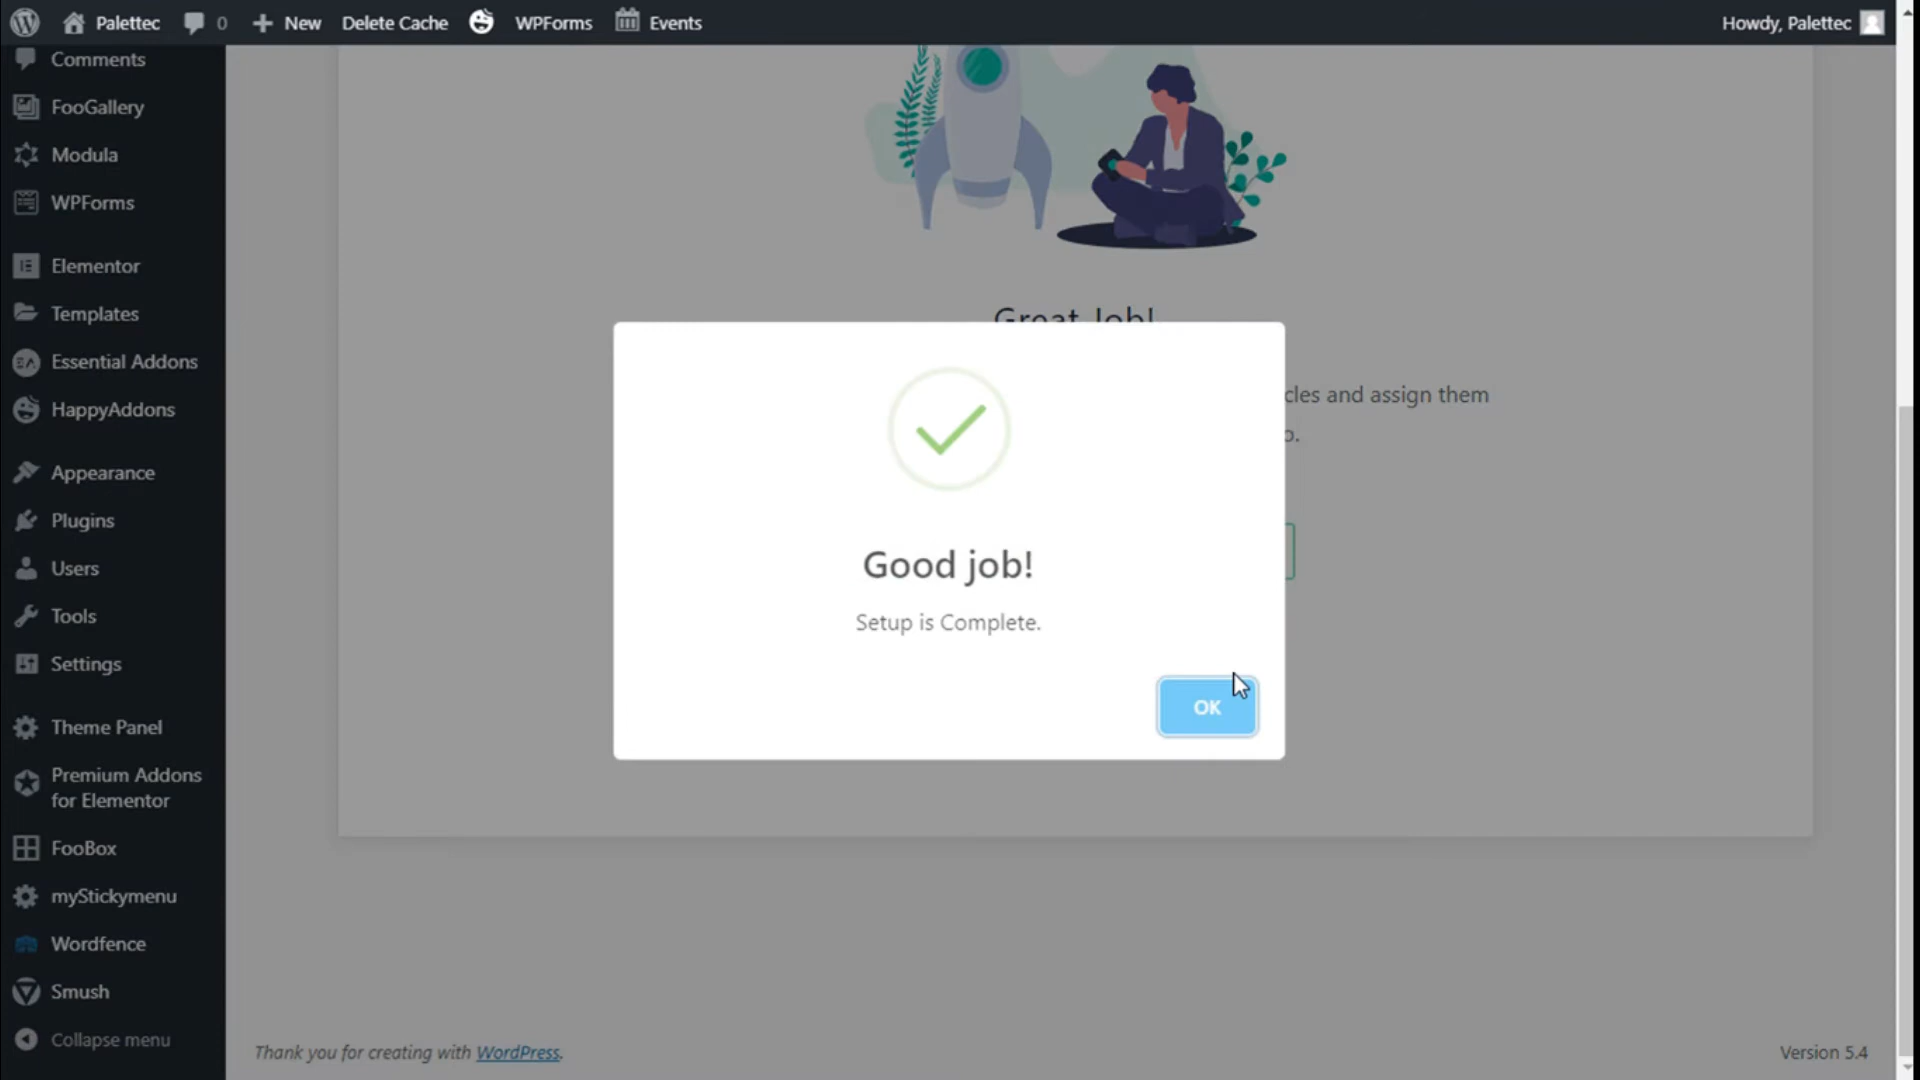 Palettec
0
New
Delete Cache
WPForms
Events
Howdy, Palettec
Comments
FooGallery
Modula
WPForms
Elementor
Templates
Essential Addons
HappyAddons
Appearance
Plugins
Users
Tools
Settings
Theme Panel
Premium Addons
for Elementor
FooBox
myStickymenu
Wordfence
Smush
Collapse menu
Great Job!
cles and assign them
o.
Good job!
Setup is Complete.
OK
Thank you for creating with WordPress.
Version 5.4